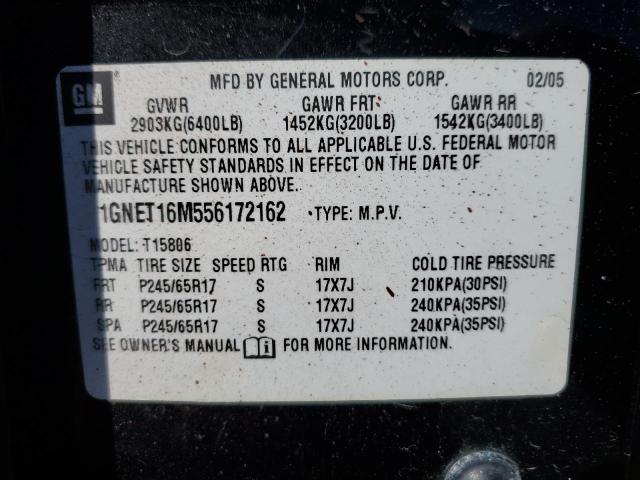 GM
MFD BY GENERAL MOTORS CORP. 02/05
GVWR GAWR FRT GAWR RR
2903KG(6400LB) 1452KG(3200LB) 1542KG(3400LB)
THIS VEHICLE CONFORMS TO ALL APPLICABLE U.S. FEDERAL MOTOR
VEHICLE SAFETY STANDARDS IN EFFECT ON THE DATE OF
MANUFACTURE SHOWN ABOVE.
1GNET16M556172162 TYPE: M.P.V.
MODEL: T15806
TPMA TIRE SIZE SPEED RTG RIM COLD TIRE PRESSURE
FRT P245/65R17 S 17X7J 210KPA(30PSI)
RR P245/65R17 S 17X7J 240KPA(35PSI)
SPA P245/65R17 S 17X7J 240KPA(35PSI)
SEE OWNER'S MANUAL FOR MORE INFORMATION.